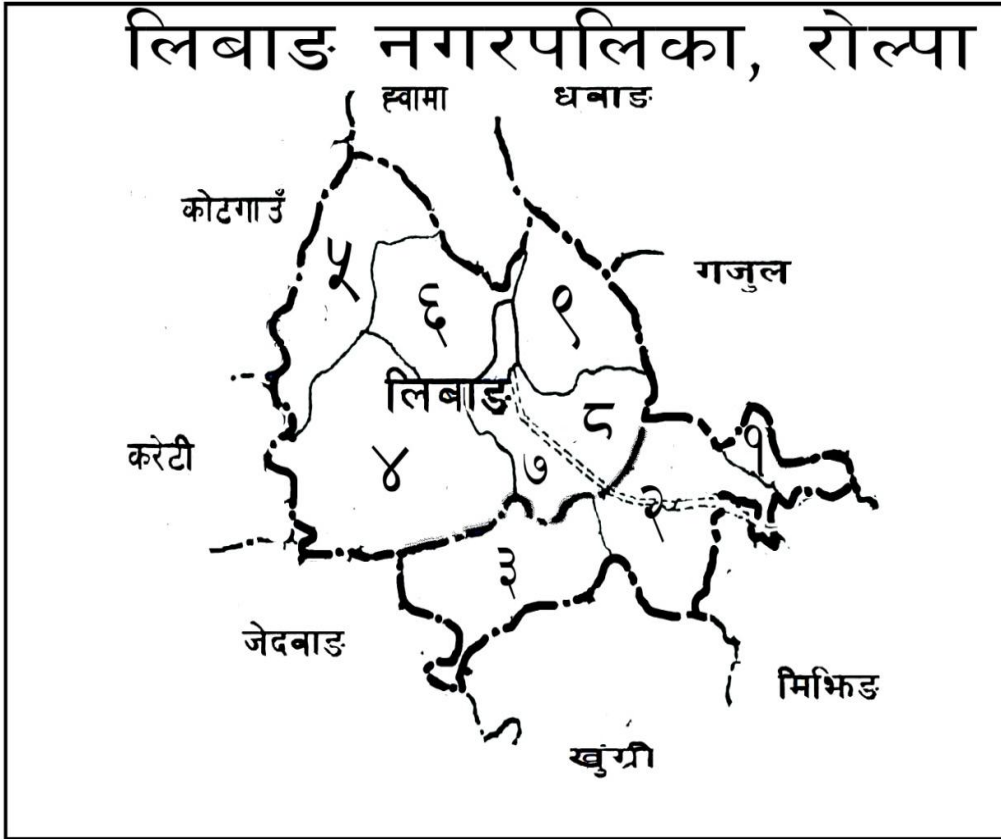 लिबाङ नगरपलिका, रोल्पा
ह्वामा धबाङ
कोटगाउँ
५
६
९
गजुल
लिबाङ
८
करेटी
४
७
१
२
३
जेदबाङ
मिझिङ
खुंग्री